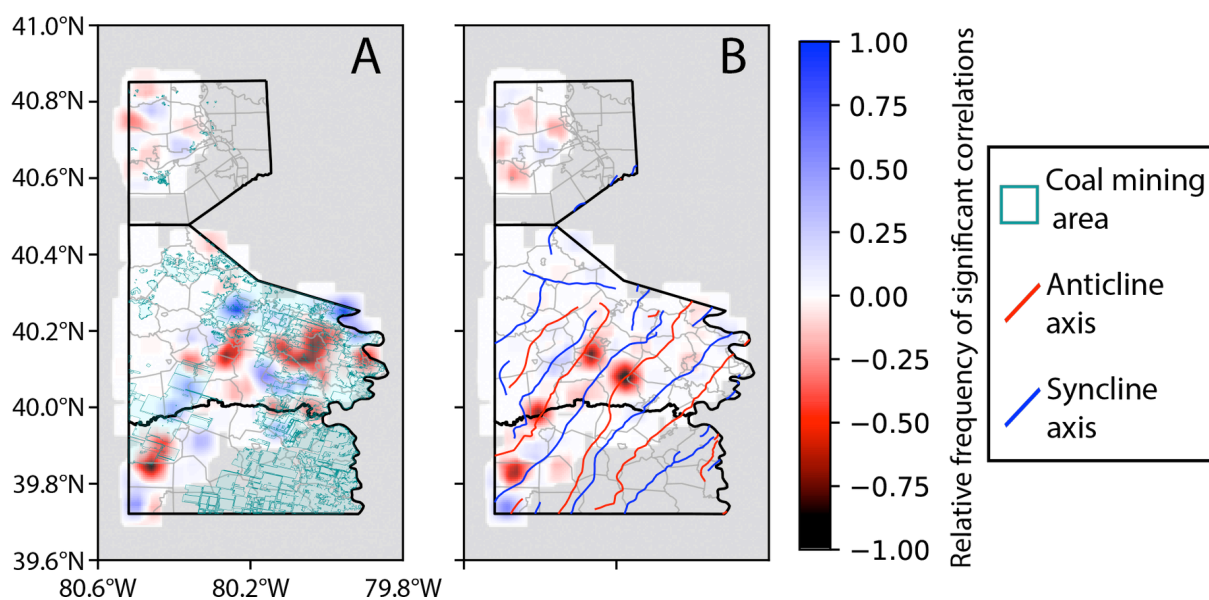 A
B
41.0°N
40.8°N
40.6°N
40.4°N
40.2°N
40.0°N
39.8°N
39.6°N
80.6°W
80.2°W
79.8°W
1.00
0.75
0.50
0.25
0.00
−0.25
−0.50
−0.75
−1.00
Relative frequency of significant correlations
Coal mining
area
Anticline
axis
Syncline
axis